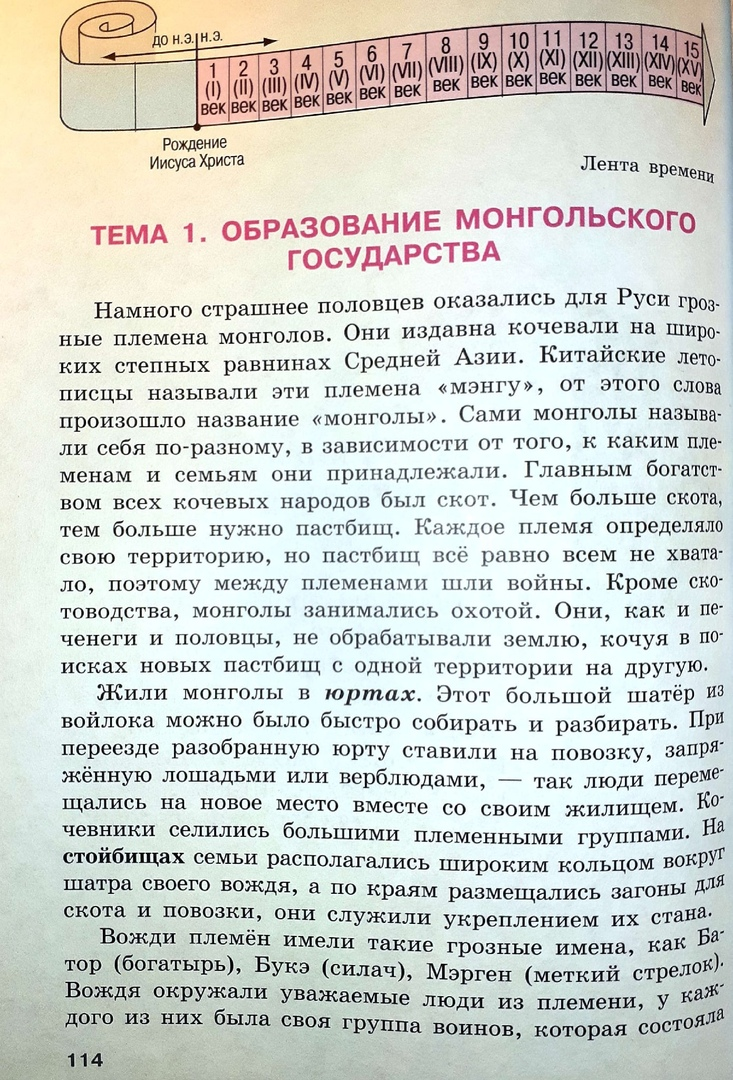 до н.э. н.э.
1 2 3 4 5 6 7 8 9 10 11 12 13 14 15
(I) (II) (III) (IV) (V) (VI) (VII) (VIII) (IX) (X) (XI) (XII) (XIII) (XIV) (XV)
век век век век век век век век век век век век век век век
Рождение
Иисуса Христа
Лента времени
ТЕМА 1. ОБРАЗОВАНИЕ МОНГОЛЬСКОГО
ГОСУДАРСТВА
Намного страшнее половцев оказались для Руси гроз-
ные племена монголов. Они издавна кочевали на широ-
ких степных равнинах Средней Азии. Китайские лето-
писцы называли эти племена «мэнгу», от этого слова
произошло название «монголы». Сами монголы называ-
ли себя по-разному, в зависимости от того, к каким пле-
менам и семьям они принадлежали. Главным богатст-
вом всех кочевых народов был скот. Чем больше скота,
тем больше нужно пастбищ. Каждое племя определяло
свою территорию, но пастбищ всё равно всем не хвата-
ло, поэтому между племенами шли войны. Кроме ско-
товодства, монголы занимались охотой. Они, как и пе-
ченеги и половцы, не обрабатывали землю, кочуя в по-
исках новых пастбищ с одной территории на другую.
Жили монголы в юртах. Этот большой шатёр из
войлока можно было быстро собирать и разбирать. При
переезде разобранную юрту ставили на повозку, запря-
жённую лошадьми или верблюдами, — так люди переме-
щались на новое место вместе со своим жилищем. Ко-
чевники селились большими племенными группами. На
стойбищах семьи располагались широким кольцом вокруг
шатра своего вождя, а по краям размещались загоны для
скота и повозки, они служили укреплением их стана.
Вожди племён имели такие грозные имена, как Ба-
тор (богатырь), Букэ (силач), Мэрген (меткий стрелок).
Вождя окружали уважаемые люди из племени, у каж-
дого из них была своя группа воинов, которая состояла
114